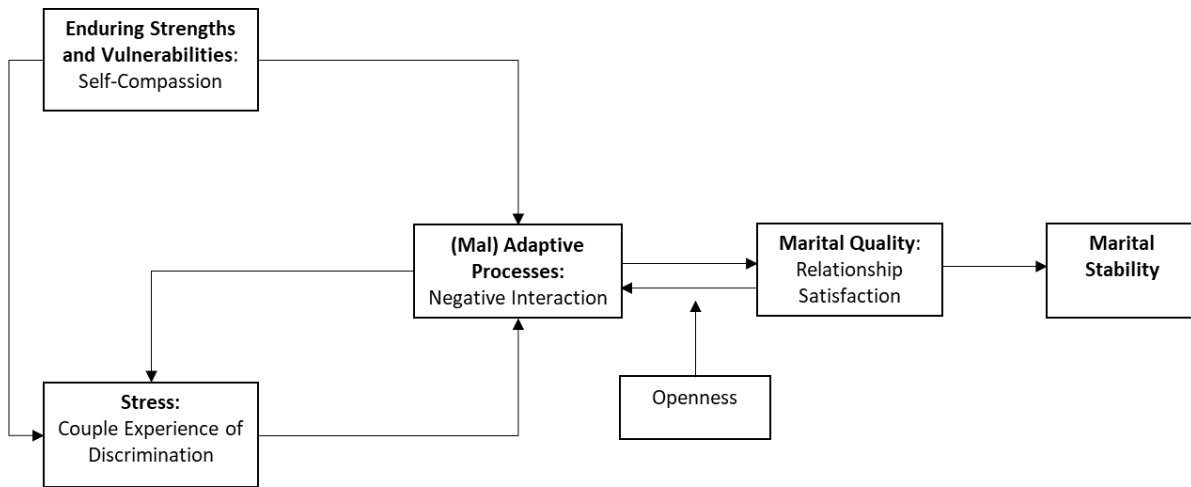 Enduring Strengths
and Vulnerabilities:
Self-Compassion
(Mal) Adaptive
Processes:
Negative Interaction
Marital Quality:
Relationship
Satisfaction
Marital
Stability
Openness
Stress:
Couple Experience of
Discrimination